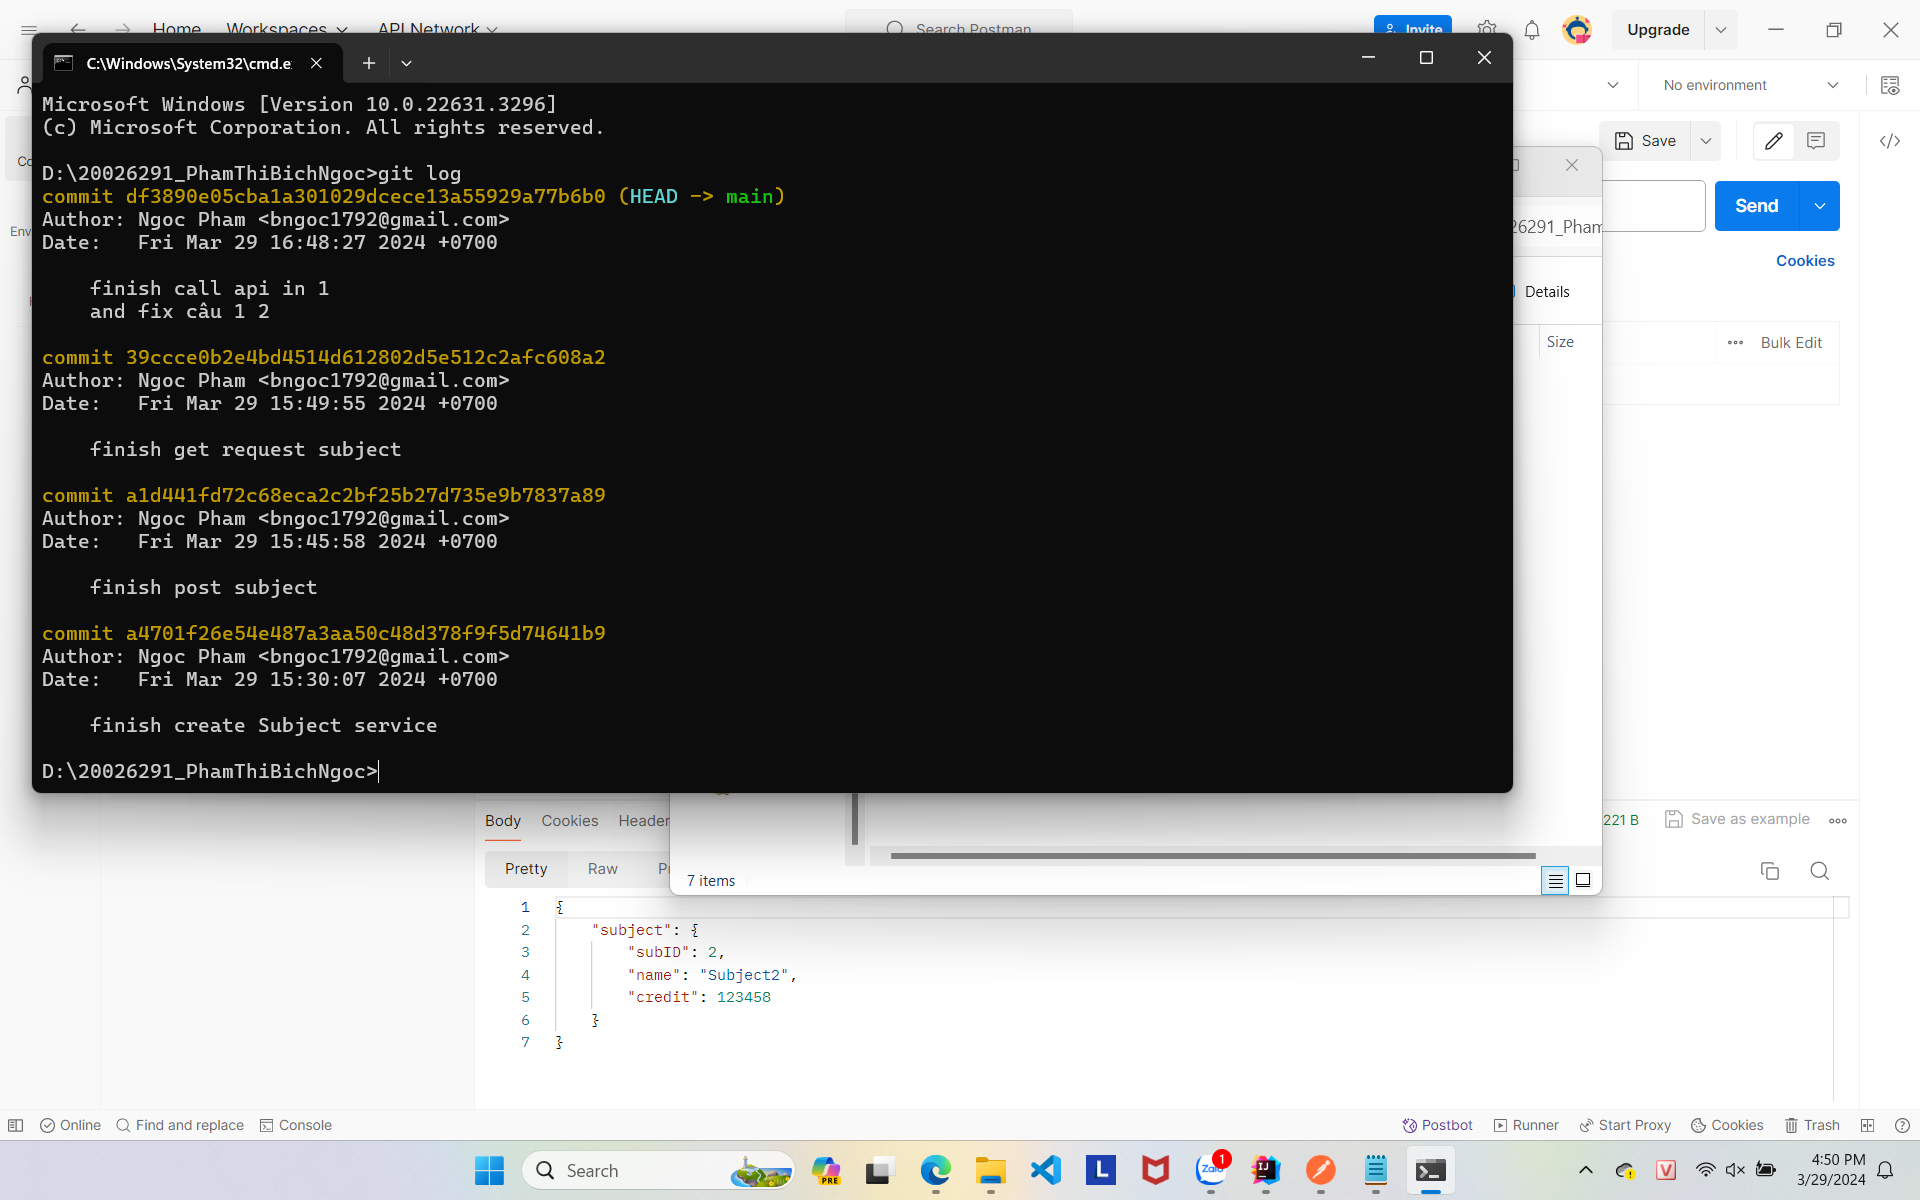 Home
Workspaces
API Network
Search Postman
Invite
Upgrade
C:\Windows\System32\cmd.e
No environment
Microsoft Windows [Version 10.0.22631.3296]
(c) Microsoft Corporation. All rights reserved.
Save
D:\20026291_PhamThiBichNgoc>git log
commit df3890e05cba1a301029dcece13a55929a77b6b0 (HEAD -> main)
Author: Ngoc Pham <bngoc1792@gmail.com>
Date:   Fri Mar 29 16:48:27 2024 +0700
Send
26291_Pham
Cookies
finish call api in 1
and fix câu 1 2
Details
Size
Bulk Edit
commit 39ccce0b2e4bd4514d612802d5e512c2afc608a2
Author: Ngoc Pham <bngoc1792@gmail.com>
Date:   Fri Mar 29 15:49:55 2024 +0700
finish get request subject
commit a1d441fd72c68eca2c2bf25b27d735e9b7837a89
Author: Ngoc Pham <bngoc1792@gmail.com>
Date:   Fri Mar 29 15:45:58 2024 +0700
finish post subject
commit a4701f26e54e487a3aa50c48d378f9f5d74641b9
Author: Ngoc Pham <bngoc1792@gmail.com>
Date:   Fri Mar 29 15:30:07 2024 +0700
finish create Subject service
D:\20026291_PhamThiBichNgoc>
Body
Cookies
Header
221 B
Save as example
Pretty
Raw
7 items
1 {
2 "subject": {
3 "subID": 2,
4 "name": "Subject2",
5 "credit": 123458
6 }
7 }
Online
Find and replace
Console
Postbot
Runner
Start Proxy
Cookies
Trash
Search
PRE
L
Zalo
1
IJ
V
4:50 PM
3/29/2024